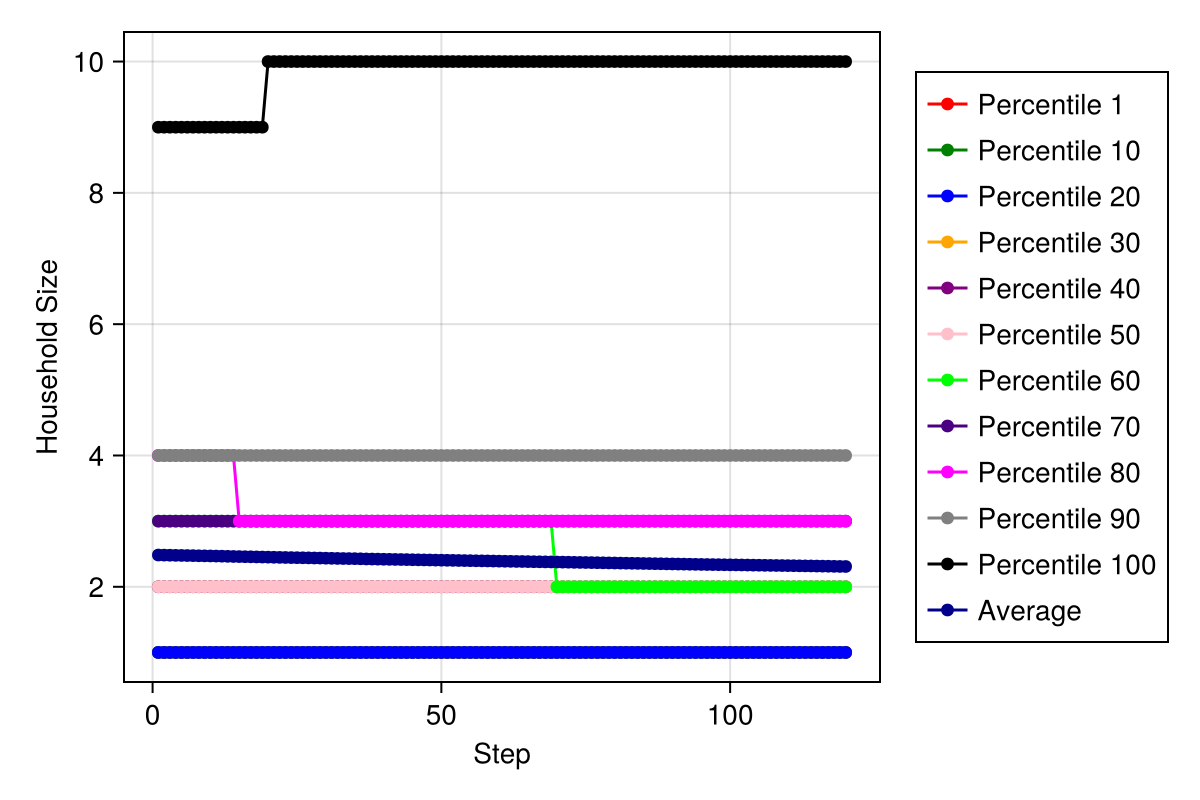 10
8
6
4
2
Household Size
0
50
100
Step
Percentile 1
Percentile 10
Percentile 20
Percentile 30
Percentile 40
Percentile 50
Percentile 60
Percentile 70
Percentile 80
Percentile 90
Percentile 100
Average